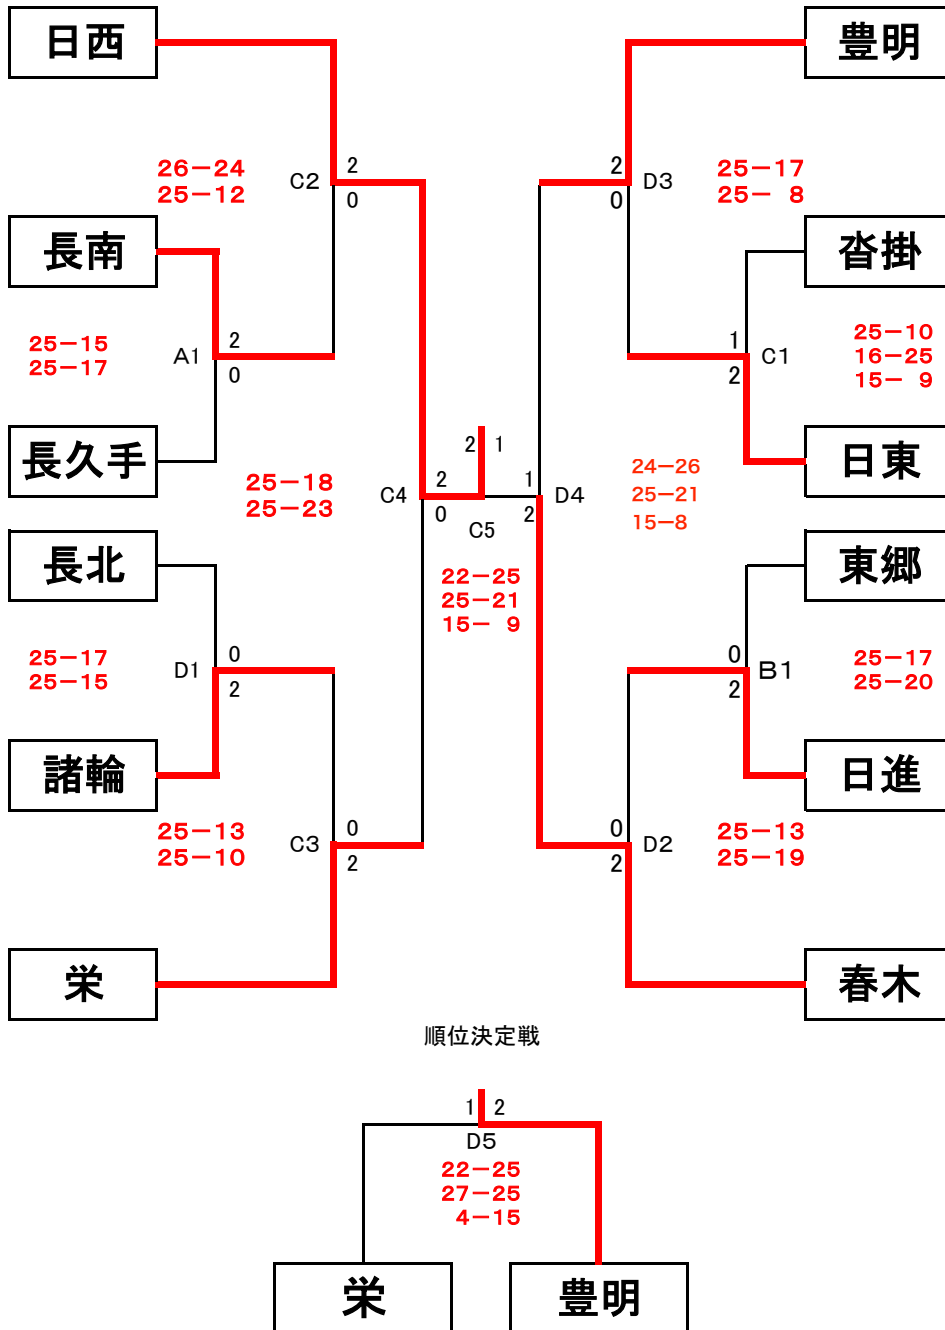 日西
豊明
26-24
25-12
C2
2
0
2
0
D3
25-17
25- 8
長南
沓掛
25-15
25-17
A1
2
0
1
2
C1
25-10
16-25
15- 9
長久手
日東
25-18
25-23
C4
2
0
2
1
C5
1
2
D4
24-26
25-21
15-8
22-25
25-21
15- 9
長北
東郷
25-17
25-15
D1
0
2
0
2
B1
25-17
25-20
諸輪
日進
25-13
25-10
C3
0
2
0
2
D2
25-13
25-19
栄
春木
順位決定戦
1
2
D5
22-25
27-25
4-15
栄
豊明